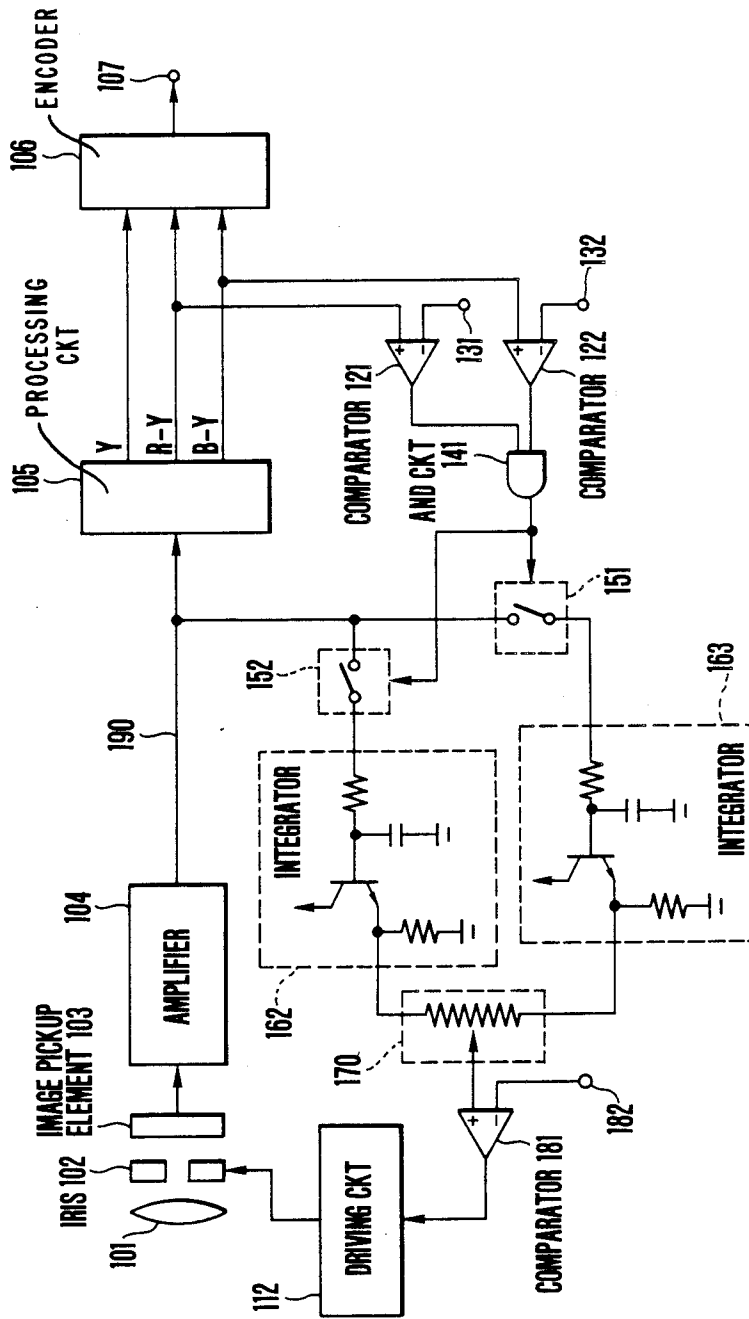 101
IRIS 102
IMAGE PICKUP
ELEMENT 103
AMPLIFIER
104
190
105
PROCESSING
CKT
Y
R-Y
B-Y
106
ENCODER
107
112
DRIVING CKT
COMPARATOR 181
+
−
182
170
162
INTEGRATOR
152
AND CKT
141
COMPARATOR 121
+
−
131
COMPARATOR 122
+
−
132
151
163
INTEGRATOR